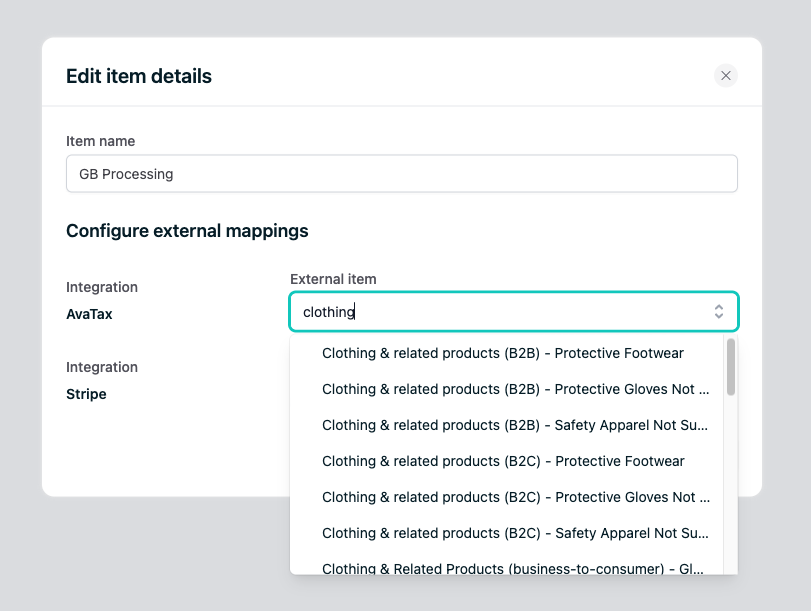 Edit item details
Item name
GB Processing
Configure external mappings
Integration
AvaTax
External item
clothing
Clothing & related products (B2B) - Protective Footwear
Clothing & related products (B2B) - Protective Gloves Not ...
Clothing & related products (B2B) - Safety Apparel Not Su...
Clothing & related products (B2C) - Protective Footwear
Clothing & related products (B2C) - Protective Gloves Not ...
Clothing & related products (B2C) - Safety Apparel Not Su...
Clothing & Related Products (business-to-consumer) - Gl...
Integration
Stripe